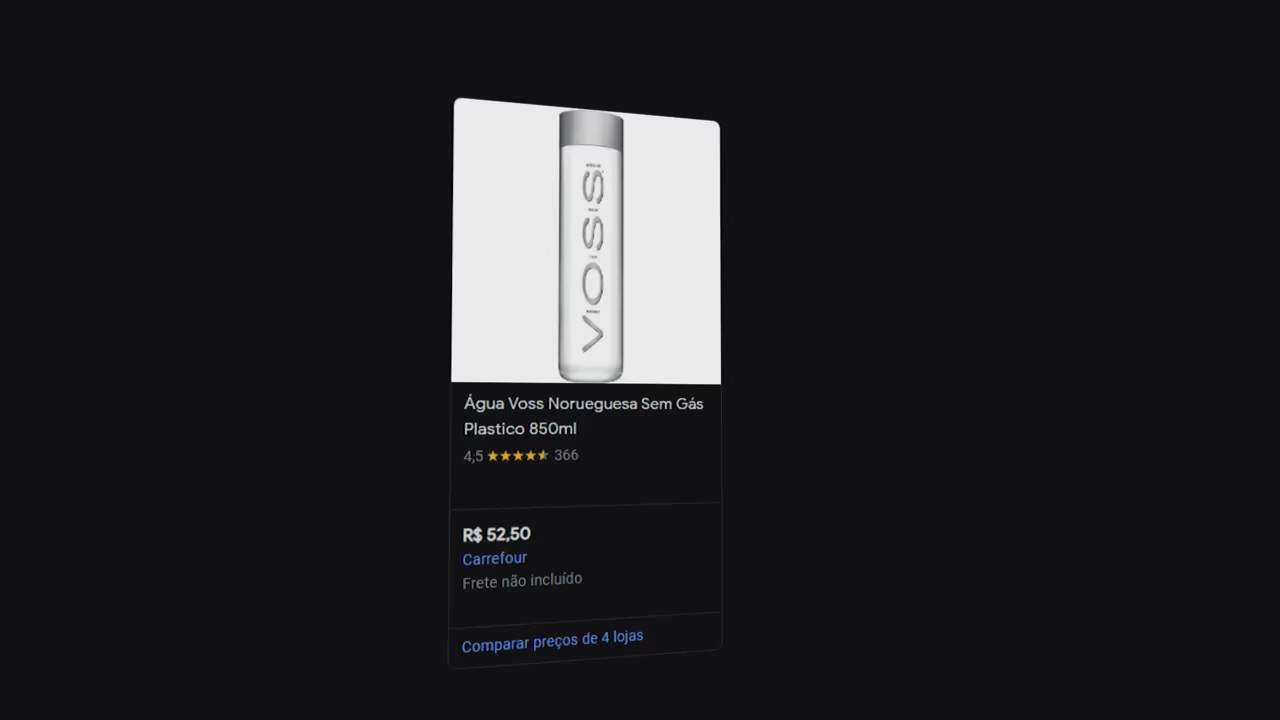 VOSS
Água Voss Norueguesa Sem Gás
Plastico 850ml
4,5 ★★★★★ 366
R$ 52,50
Carrefour
Frete não incluído
Comparar preços de 4 lojas